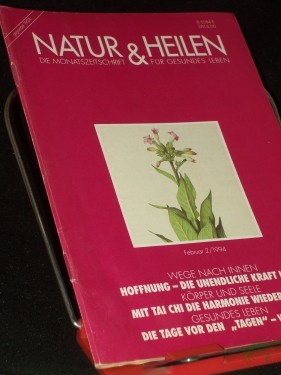 NATUR & HEILEN
DIE MONATSZEITSCHRIFT FÜR GESUNDES LEBEN
Februar 2/1994
WEGE NACH INNEN
HOFFNUNG – DIE UNENDLICHE KRAFT
KÖRPER UND SEELE
MIT TAI CHI DIE HARMONIE WIEDER
GESUNDES LEBEN
DIE TAGE VOR DEN „TAGEN" –